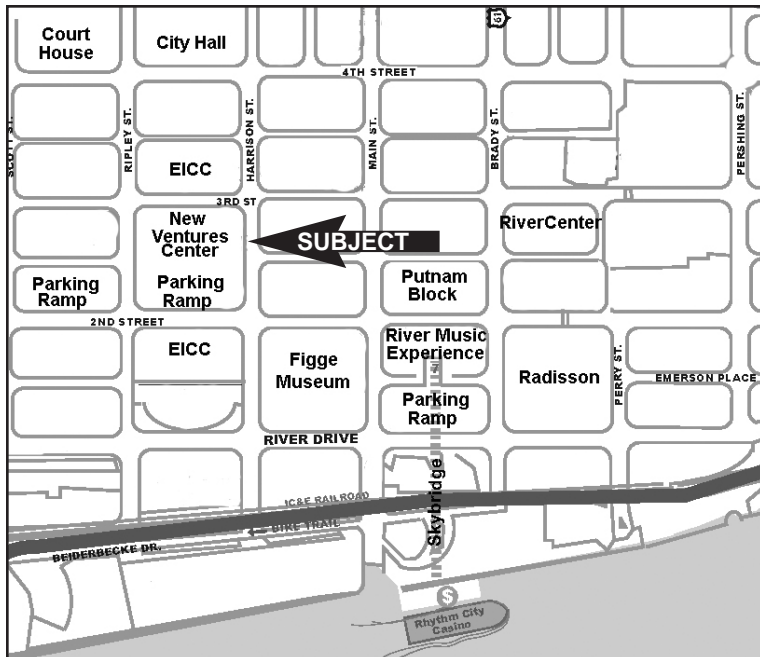 61
Court
House
City Hall
4TH STREET
SCOTT ST.
RIPLEY ST.
HARRISON ST.
MAIN ST.
BRADY ST.
PERSHING ST.
EICC
3RD ST
New
Ventures
Center
SUBJECT
RiverCenter
Parking
Ramp
Parking
Ramp
Putnam
Block
2ND STREET
EICC
Figge
Museum
River Music
Experience
Radisson
PERRY ST.
EMERSON PLACE
Parking
Ramp
RIVER DRIVE
Skybridge
IC&E RAILROAD
BIKE TRAIL
BEIDERBECKE DR.
$
Rhythm City
Casino